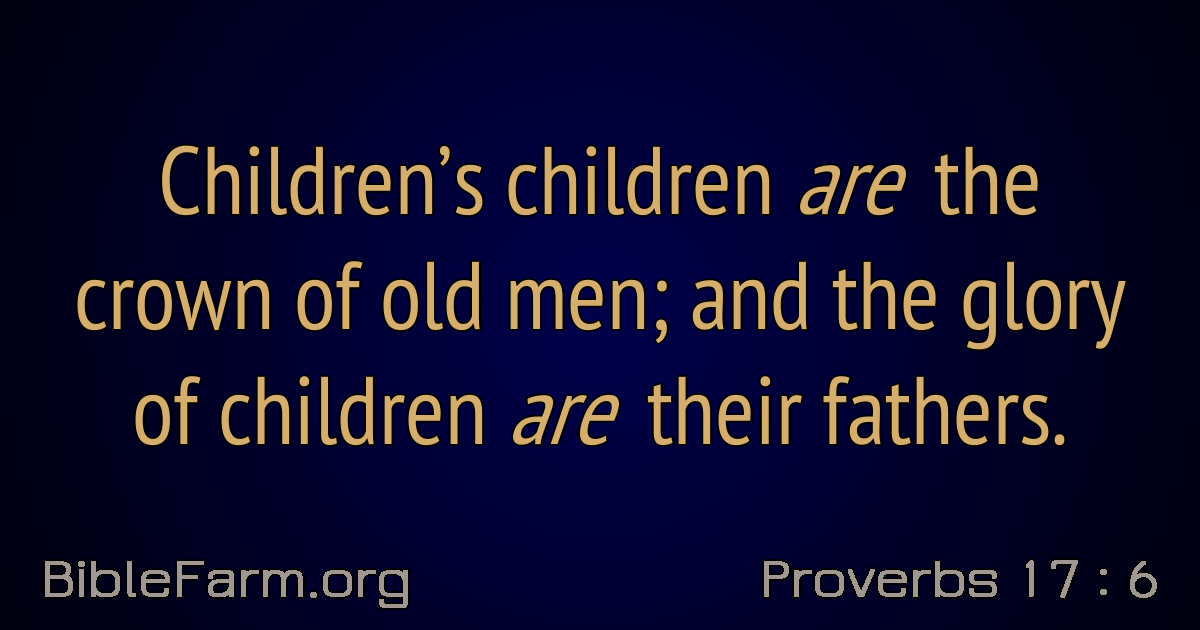 Children’s children are the
crown of old men; and the glory
of children are their fathers.
BibleFarm.org
Proverbs 17 : 6